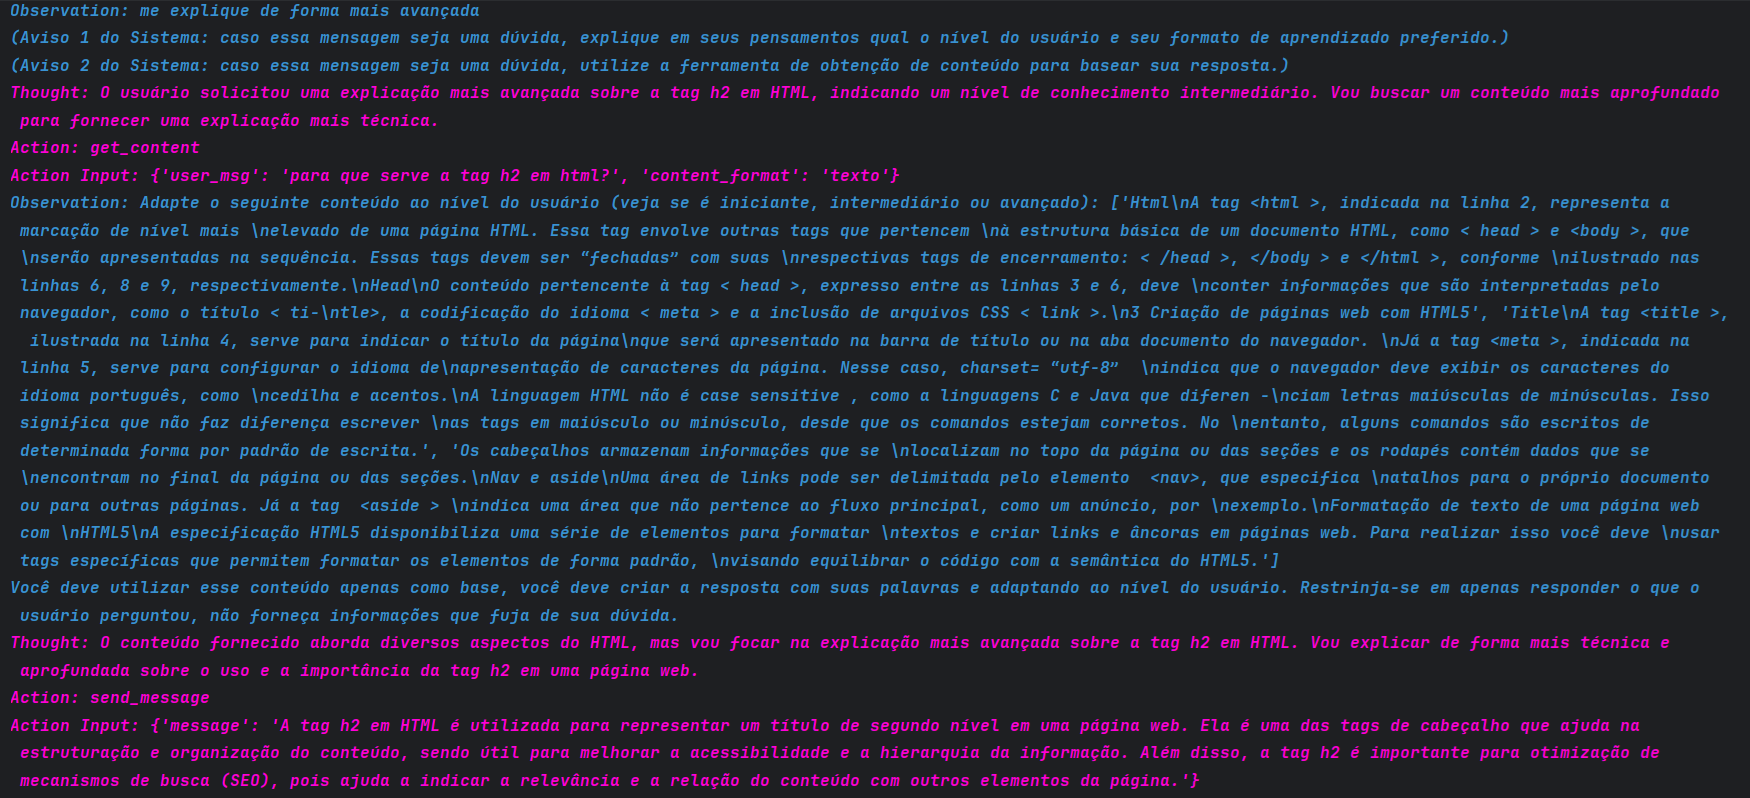 Observation: me explique de forma mais avançada
(Aviso 1 do Sistema: caso essa mensagem seja uma dúvida, explique em seus pensamentos qual o nível do usuário e seu formato de aprendizado preferido.)
(Aviso 2 do Sistema: caso essa mensagem seja uma dúvida, utilize a ferramenta de obtenção de conteúdo para basear sua resposta.)
Thought: O usuário solicitou uma explicação mais avançada sobre a tag h2 em HTML, indicando um nível de conhecimento intermediário. Vou buscar um conteúdo mais aprofundado
para fornecer uma explicação mais técnica.
Action: get_content
Action Input: {'user_msg': 'para que serve a tag h2 em html?', 'content_format': 'texto'}
Observation: Adapte o seguinte conteúdo ao nível do usuário (veja se é iniciante, intermediário ou avançado): ['Html\nA tag <html >, indicada na linha 2, representa a
marcação de nível mais \nelevado de uma página HTML. Essa tag envolve outras tags que pertencem \nà estrutura básica de um documento HTML, como < head > e <body >, que
\nserão apresentadas na sequência. Essas tags devem ser “fechadas” com suas \nrespectivas tags de encerramento: < /head >, </body > e </html >, conforme \nilustrado nas
linhas 6, 8 e 9, respectivamente.\nHead\nO conteúdo pertencente à tag < head >, expresso entre as linhas 3 e 6, deve \nconter informações que são interpretadas pelo
navegador, como o título < ti-\ntle>, a codificação do idioma < meta > e a inclusão de arquivos CSS < link >.\n3 Criação de páginas web com HTML5', 'Title\nA tag <title >,
ilustrada na linha 4, serve para indicar o título da página\nque será apresentado na barra de título ou na aba documento do navegador. \nJá a tag <meta >, indicada na
linha 5, serve para configurar o idioma de\napresentação de caracteres da página. Nesse caso, charset= “utf-8”  \nindica que o navegador deve exibir os caracteres do
idioma português, como \ncedilha e acentos.\nA linguagem HTML não é case sensitive , como a linguagens C e Java que diferen -\nciam letras maiúsculas de minúsculas. Isso
significa que não faz diferença escrever \nas tags em maiúsculo ou minúsculo, desde que os comandos estejam corretos. No \nentanto, alguns comandos são escritos de
determinada forma por padrão de escrita.', 'Os cabeçalhos armazenam informações que se \nlocalizam no topo da página ou das seções e os rodapés contém dados que se
\nencontram no final da página ou das seções.\nNav e aside\nUma área de links pode ser delimitada pelo elemento  <nav>, que especifica \natalhos para o próprio documento
ou para outras páginas. Já a tag  <aside > \nindica uma área que não pertence ao fluxo principal, como um anúncio, por \nexemplo.\nFormatação de texto de uma página web
com \nHTML5\nA especificação HTML5 disponibiliza uma série de elementos para formatar \ntextos e criar links e âncoras em páginas web. Para realizar isso você deve \nusar
tags específicas que permitem formatar os elementos de forma padrão, \nvisando equilibrar o código com a semântica do HTML5.']
Você deve utilizar esse conteúdo apenas como base, você deve criar a resposta com suas palavras e adaptando ao nível do usuário. Restrinja-se em apenas responder o que o
usuário perguntou, não forneça informações que fuja de sua dúvida.
Thought: O conteúdo fornecido aborda diversos aspectos do HTML, mas vou focar na explicação mais avançada sobre a tag h2 em HTML. Vou explicar de forma mais técnica e
aprofundada sobre o uso e a importância da tag h2 em uma página web.
Action: send_message
Action Input: {'message': 'A tag h2 em HTML é utilizada para representar um título de segundo nível em uma página web. Ela é uma das tags de cabeçalho que ajuda na
estruturação e organização do conteúdo, sendo útil para melhorar a acessibilidade e a hierarquia da informação. Além disso, a tag h2 é importante para otimização de
mecanismos de busca (SEO), pois ajuda a indicar a relevância e a relação do conteúdo com outros elementos da página.'}